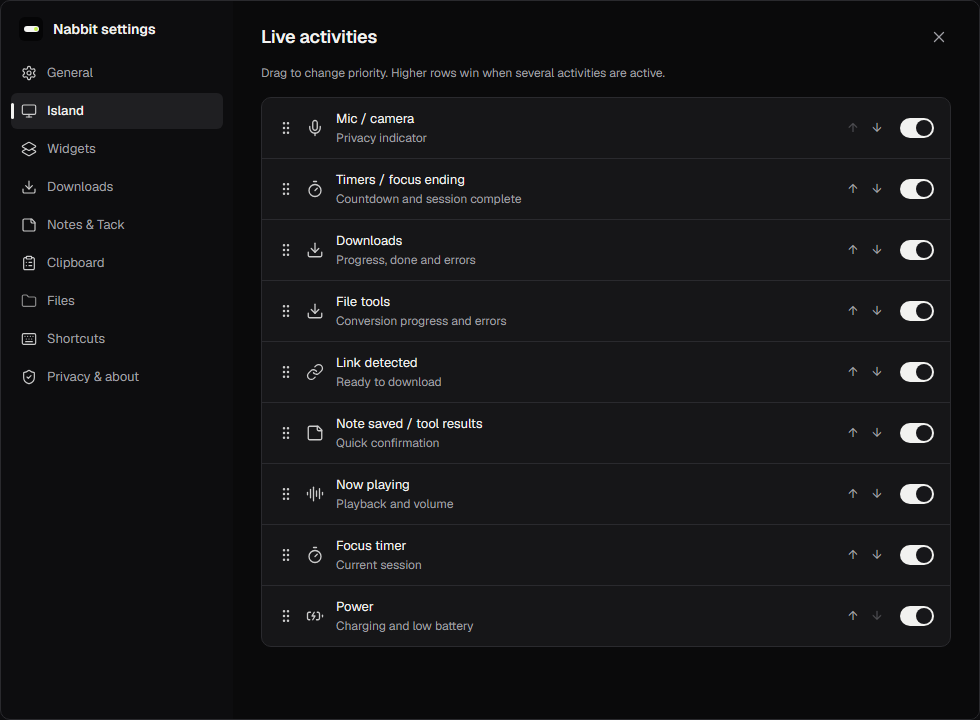 Nabbit settings
General
Island
Widgets
Downloads
Notes & Tack
Clipboard
Files
Shortcuts
Privacy & about
Live activities
Drag to change priority. Higher rows win when several activities are active.
Mic / camera
Privacy indicator
Timers / focus ending
Countdown and session complete
Downloads
Progress, done and errors
File tools
Conversion progress and errors
Link detected
Ready to download
Note saved / tool results
Quick confirmation
Now playing
Playback and volume
Focus timer
Current session
Power
Charging and low battery